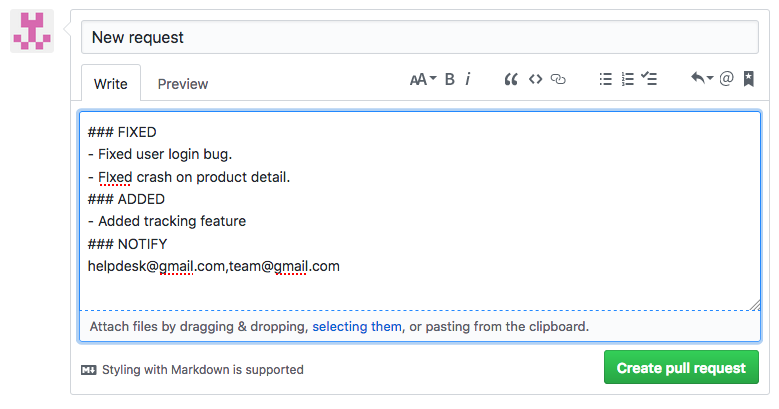 New request
Write Preview AA B i @
### FIXED
- Fixed user login bug.
- FIxed crash on product detail.
### ADDED
- Added tracking feature
### NOTIFY
helpdesk@gmail.com,team@gmail.com
Attach files by dragging & dropping, selecting them, or pasting from the clipboard.
Styling with Markdown is supported Create pull request